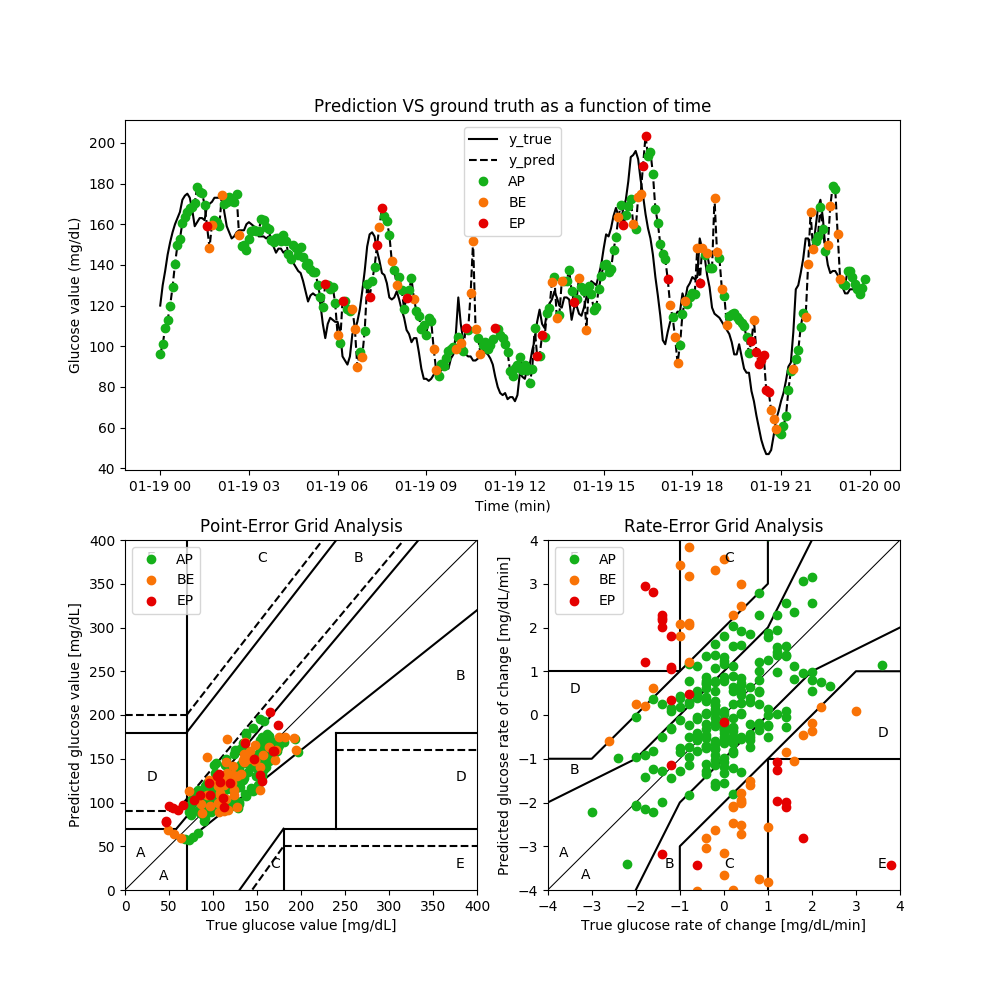 Prediction VS ground truth as a function of time
Glucose value (mg/dL)
200
180
160
140
120
100
80
60
40
y_true
y_pred
AP
BE
EP
01-19 00 01-19 03 01-19 06 01-19 09 01-19 12 01-19 15 01-19 18 01-19 21 01-20 00
Time (min)
Point-Error Grid Analysis
Predicted glucose value [mg/dL]
400
350
300
250
200
150
100
50
0
AP
BE
EP
C B
B
D D
A
A
C E
0 50 100 150 200 250 300 350 400
True glucose value [mg/dL]
Rate-Error Grid Analysis
Predicted glucose rate of change [mg/dL/min]
4
3
2
1
0
−1
−2
−3
−4
AP
BE
EP
C
D
D
B
A
A
B C E
−4 −3 −2 −1 0 1 2 3 4
True glucose rate of change [mg/dL/min]